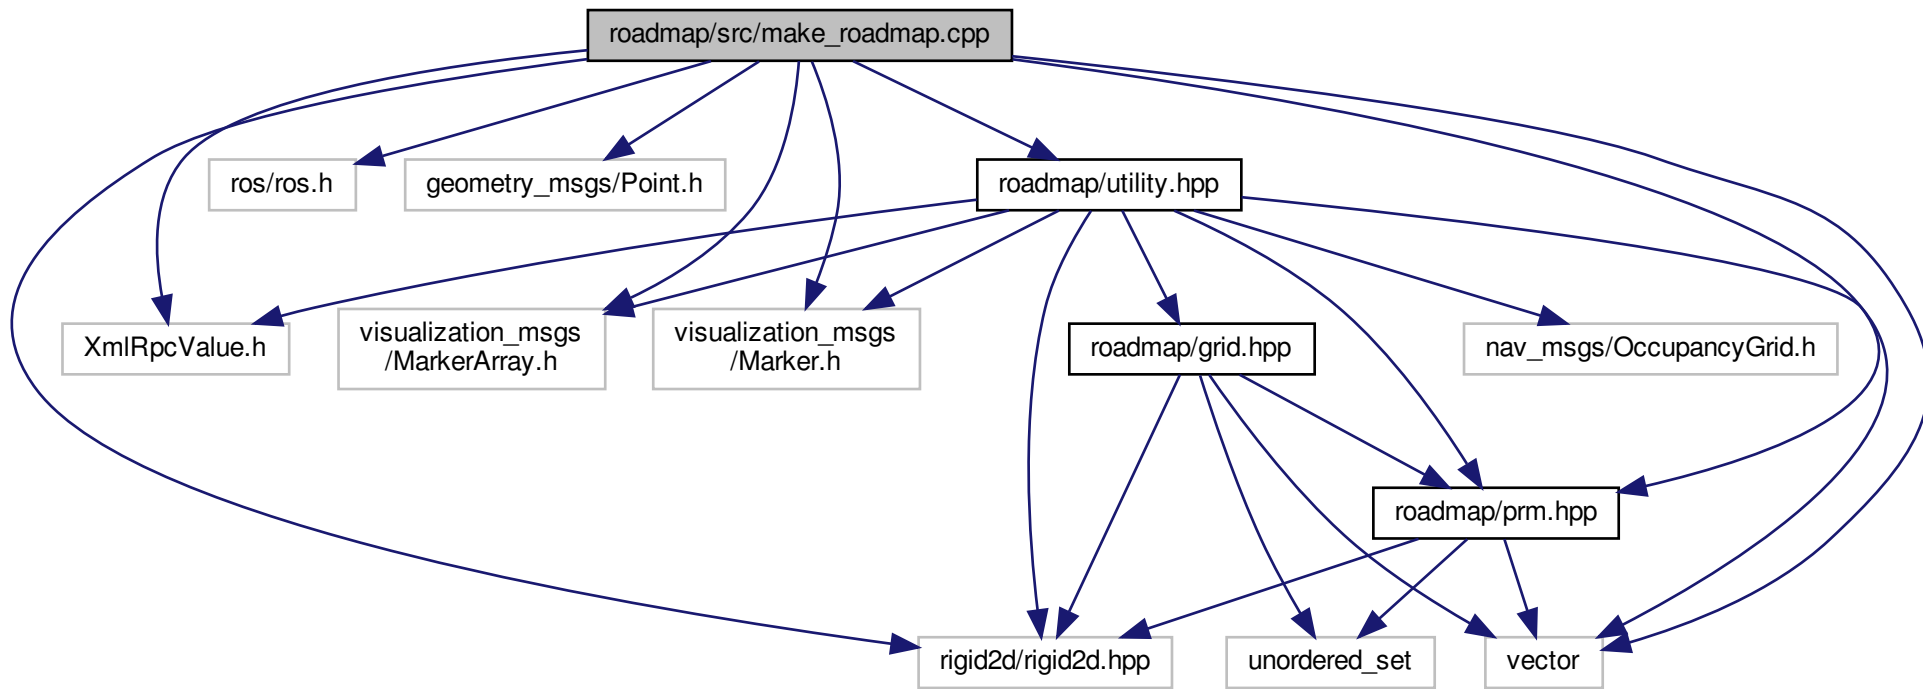 roadmap/src/make_roadmap.cpp
ros/ros.h
geometry_msgs/Point.h
roadmap/utility.hpp
XmlRpcValue.h
visualization_msgs
/MarkerArray.h
visualization_msgs
/Marker.h
roadmap/grid.hpp
nav_msgs/OccupancyGrid.h
roadmap/prm.hpp
rigid2d/rigid2d.hpp
unordered_set
vector